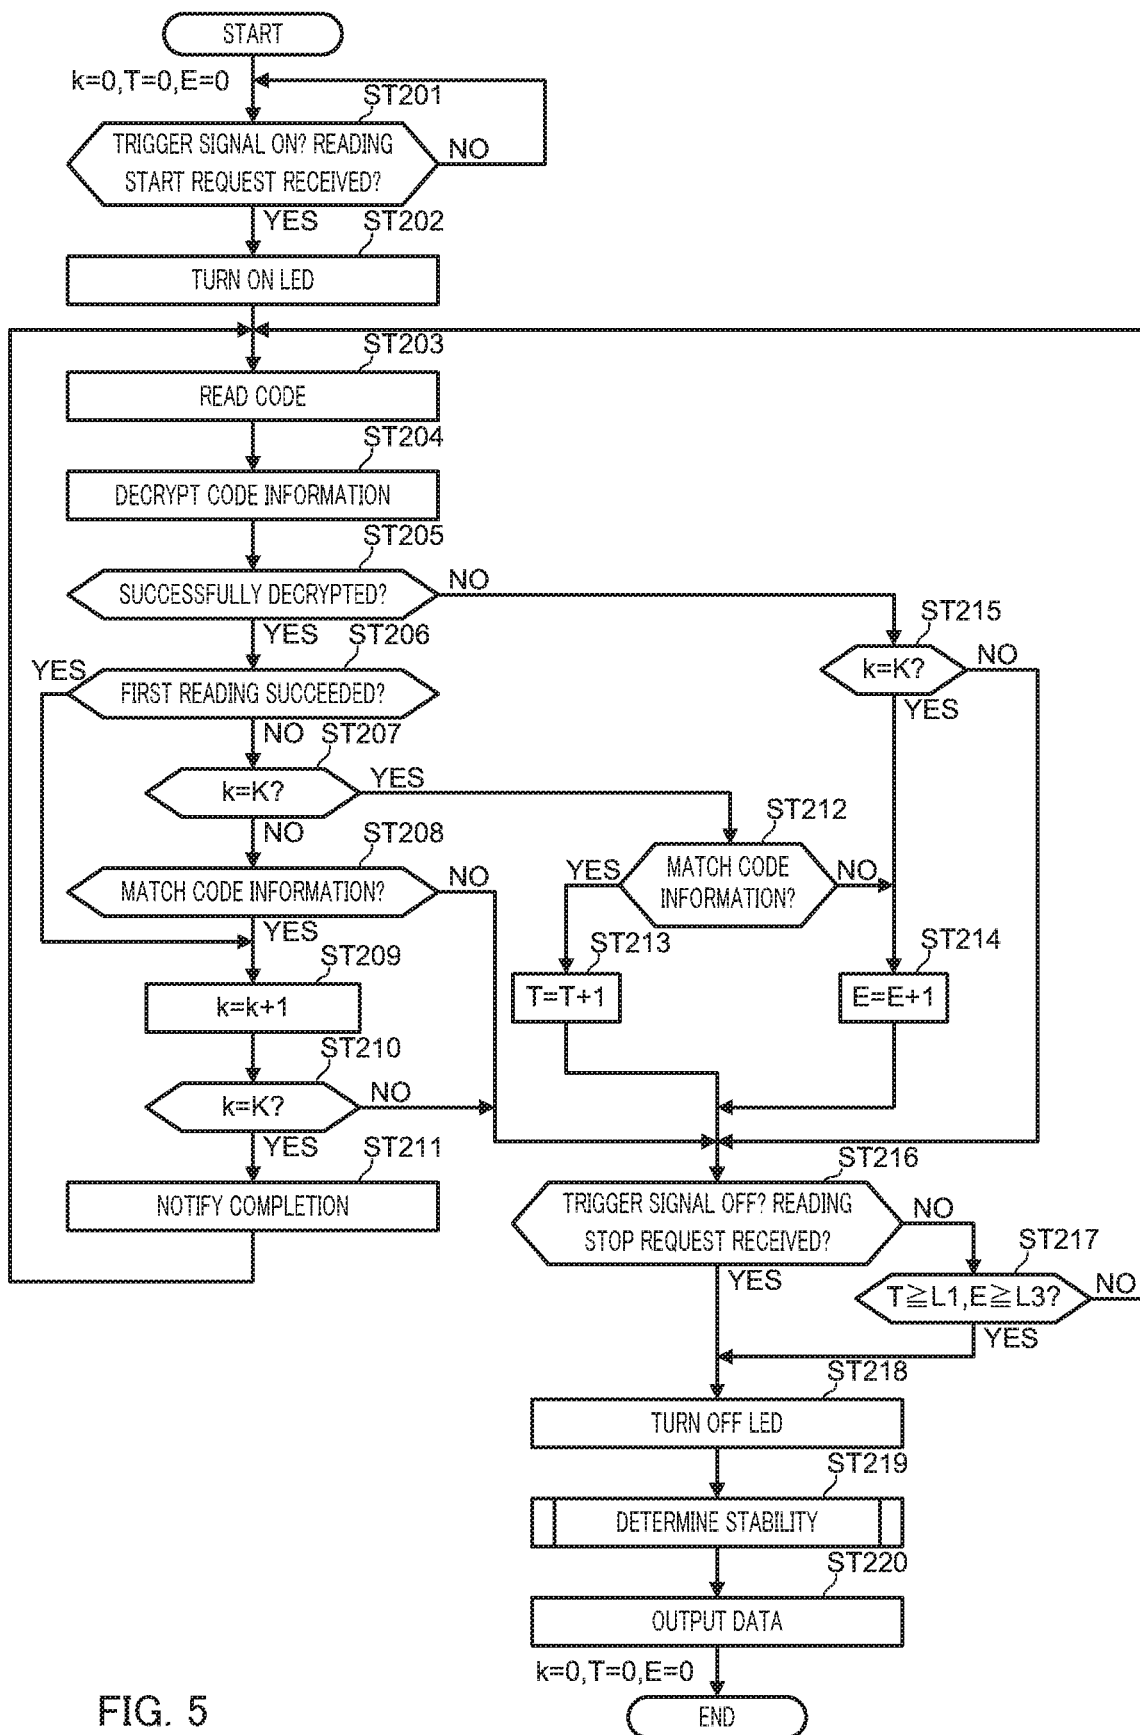 START
k=0,T=0,E=0
ST201
TRIGGER SIGNAL ON? READING
START REQUEST RECEIVED?
NO
YES
ST202
TURN ON LED
ST203
READ CODE
ST204
DECRYPT CODE INFORMATION
ST205
SUCCESSFULLY DECRYPTED?
NO
YES
ST206
YES
FIRST READING SUCCEEDED?
NO
ST215
k=K?
NO
YES
ST207
k=K?
YES
NO
ST208
MATCH CODE INFORMATION?
NO
YES
ST212
YES
MATCH CODE
INFORMATION?
NO
ST213
T=T+1
ST214
E=E+1
ST209
k=k+1
ST210
k=K?
NO
YES
ST211
NOTIFY COMPLETION
ST216
TRIGGER SIGNAL OFF? READING
STOP REQUEST RECEIVED?
NO
YES
ST217
T≧L1,E≧L3?
NO
YES
ST218
TURN OFF LED
ST219
DETERMINE STABILITY
ST220
OUTPUT DATA
k=0,T=0,E=0
END
FIG. 5